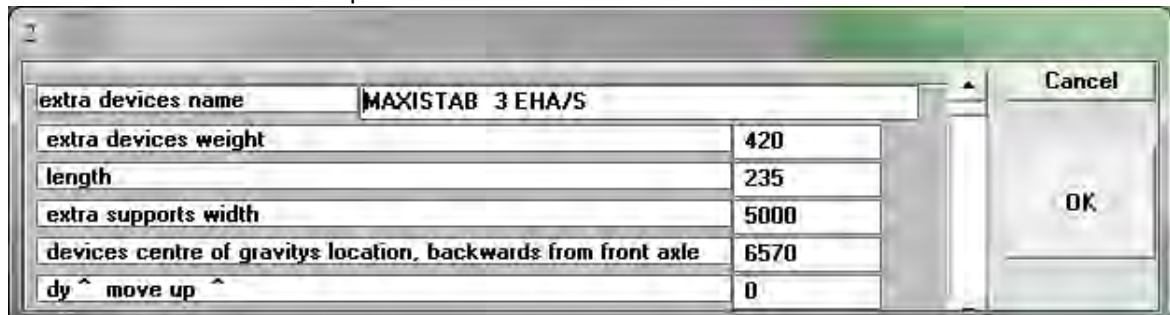 2
extra devices name MAXISTAB 3 EHA/S
extra devices weight 420
length 235
extra supports width 5000
devices centre of gravitys location, backwards from front axle 6570
dy ^ move up ^ 0
Cancel
OK